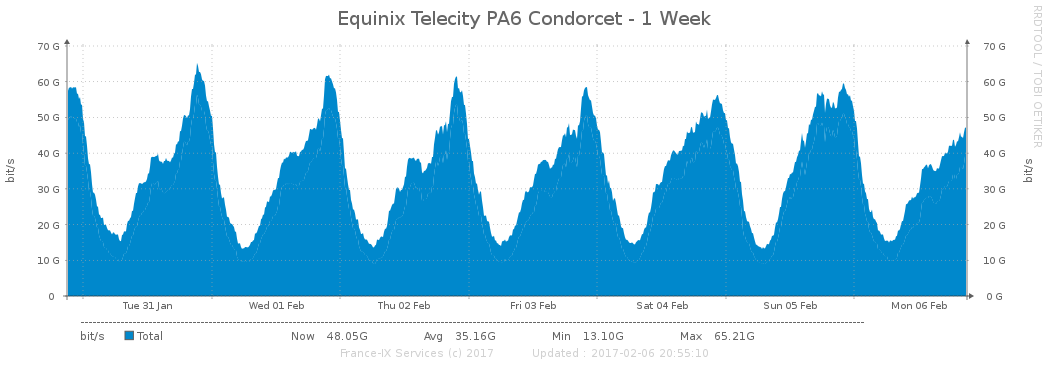 Equinix Telecity PA6 Condorcet - 1 Week
RRDTOOL / TOBI OETIKER
70 G 70 G
60 G 60 G
50 G 50 G
40 G 40 G
30 G 30 G
20 G 20 G
10 G 10 G
0 0 G
bit/s
bit/s
Tue 31 Jan Wed 01 Feb Thu 02 Feb Fri 03 Feb Sat 04 Feb Sun 05 Feb Mon 06 Feb
bit/s Total Now 48.05G Avg 35.16G Min 13.10G Max 65.21G
France-IX Services (c) 2017 Updated : 2017-02-06 20:55:10